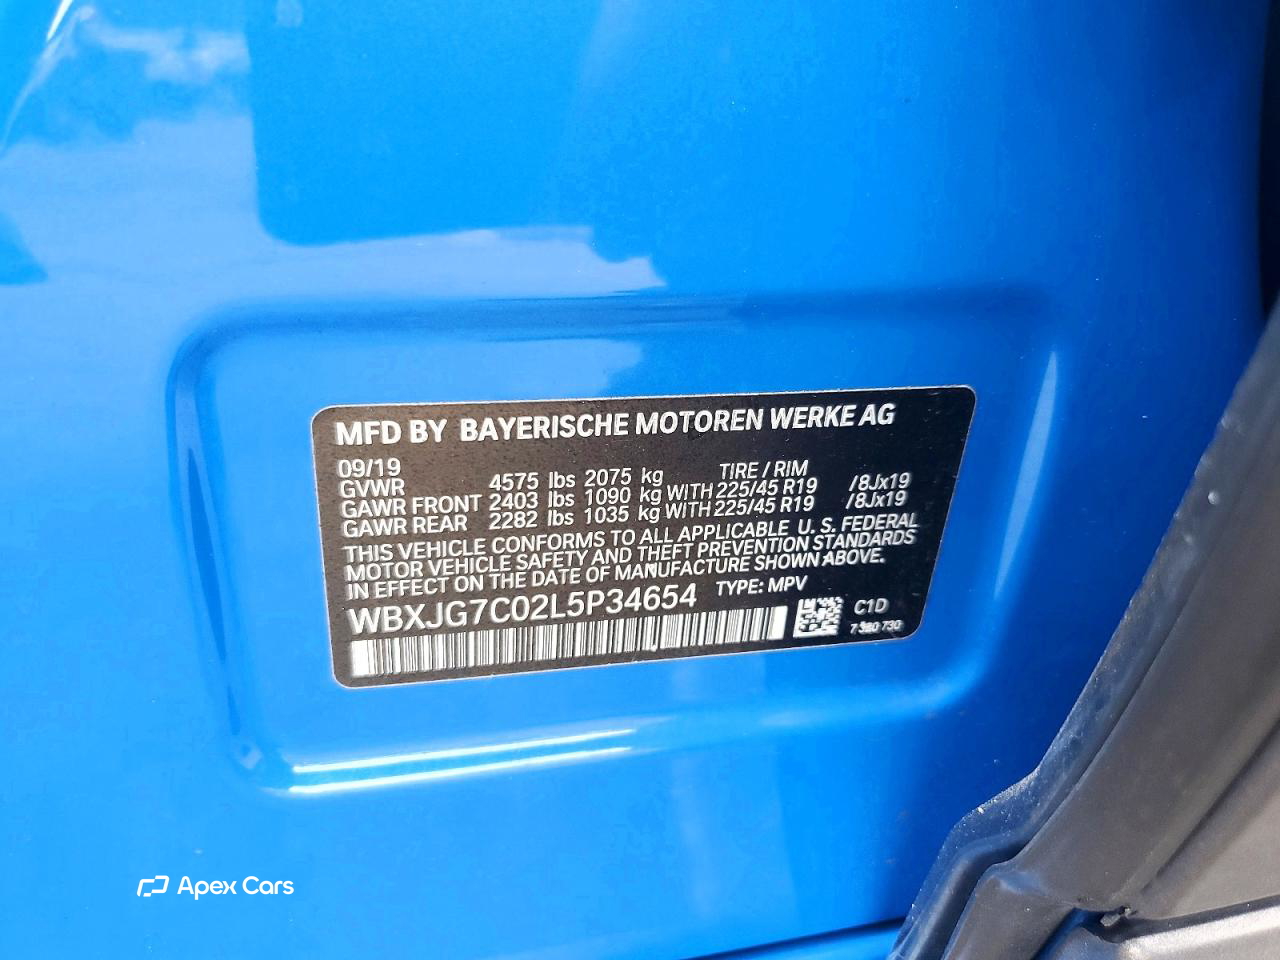 MFD BY BAYERISCHE MOTOREN WERKE AG
09/19
GVWR 4575 lbs 2075 kg TIRE / RIM
GAWR FRONT 2403 lbs 1090 kg WITH 225/45 R19 /8Jx19
GAWR REAR 2282 lbs 1035 kg WITH 225/45 R19 /8Jx19
THIS VEHICLE CONFORMS TO ALL APPLICABLE U. S. FEDERAL
MOTOR VEHICLE SAFETY AND THEFT PREVENTION STANDARDS
IN EFFECT ON THE DATE OF MANUFACTURE SHOWN ABOVE.
WBXJG7C02L5P34654 TYPE: MPV
C1D
Apex Cars